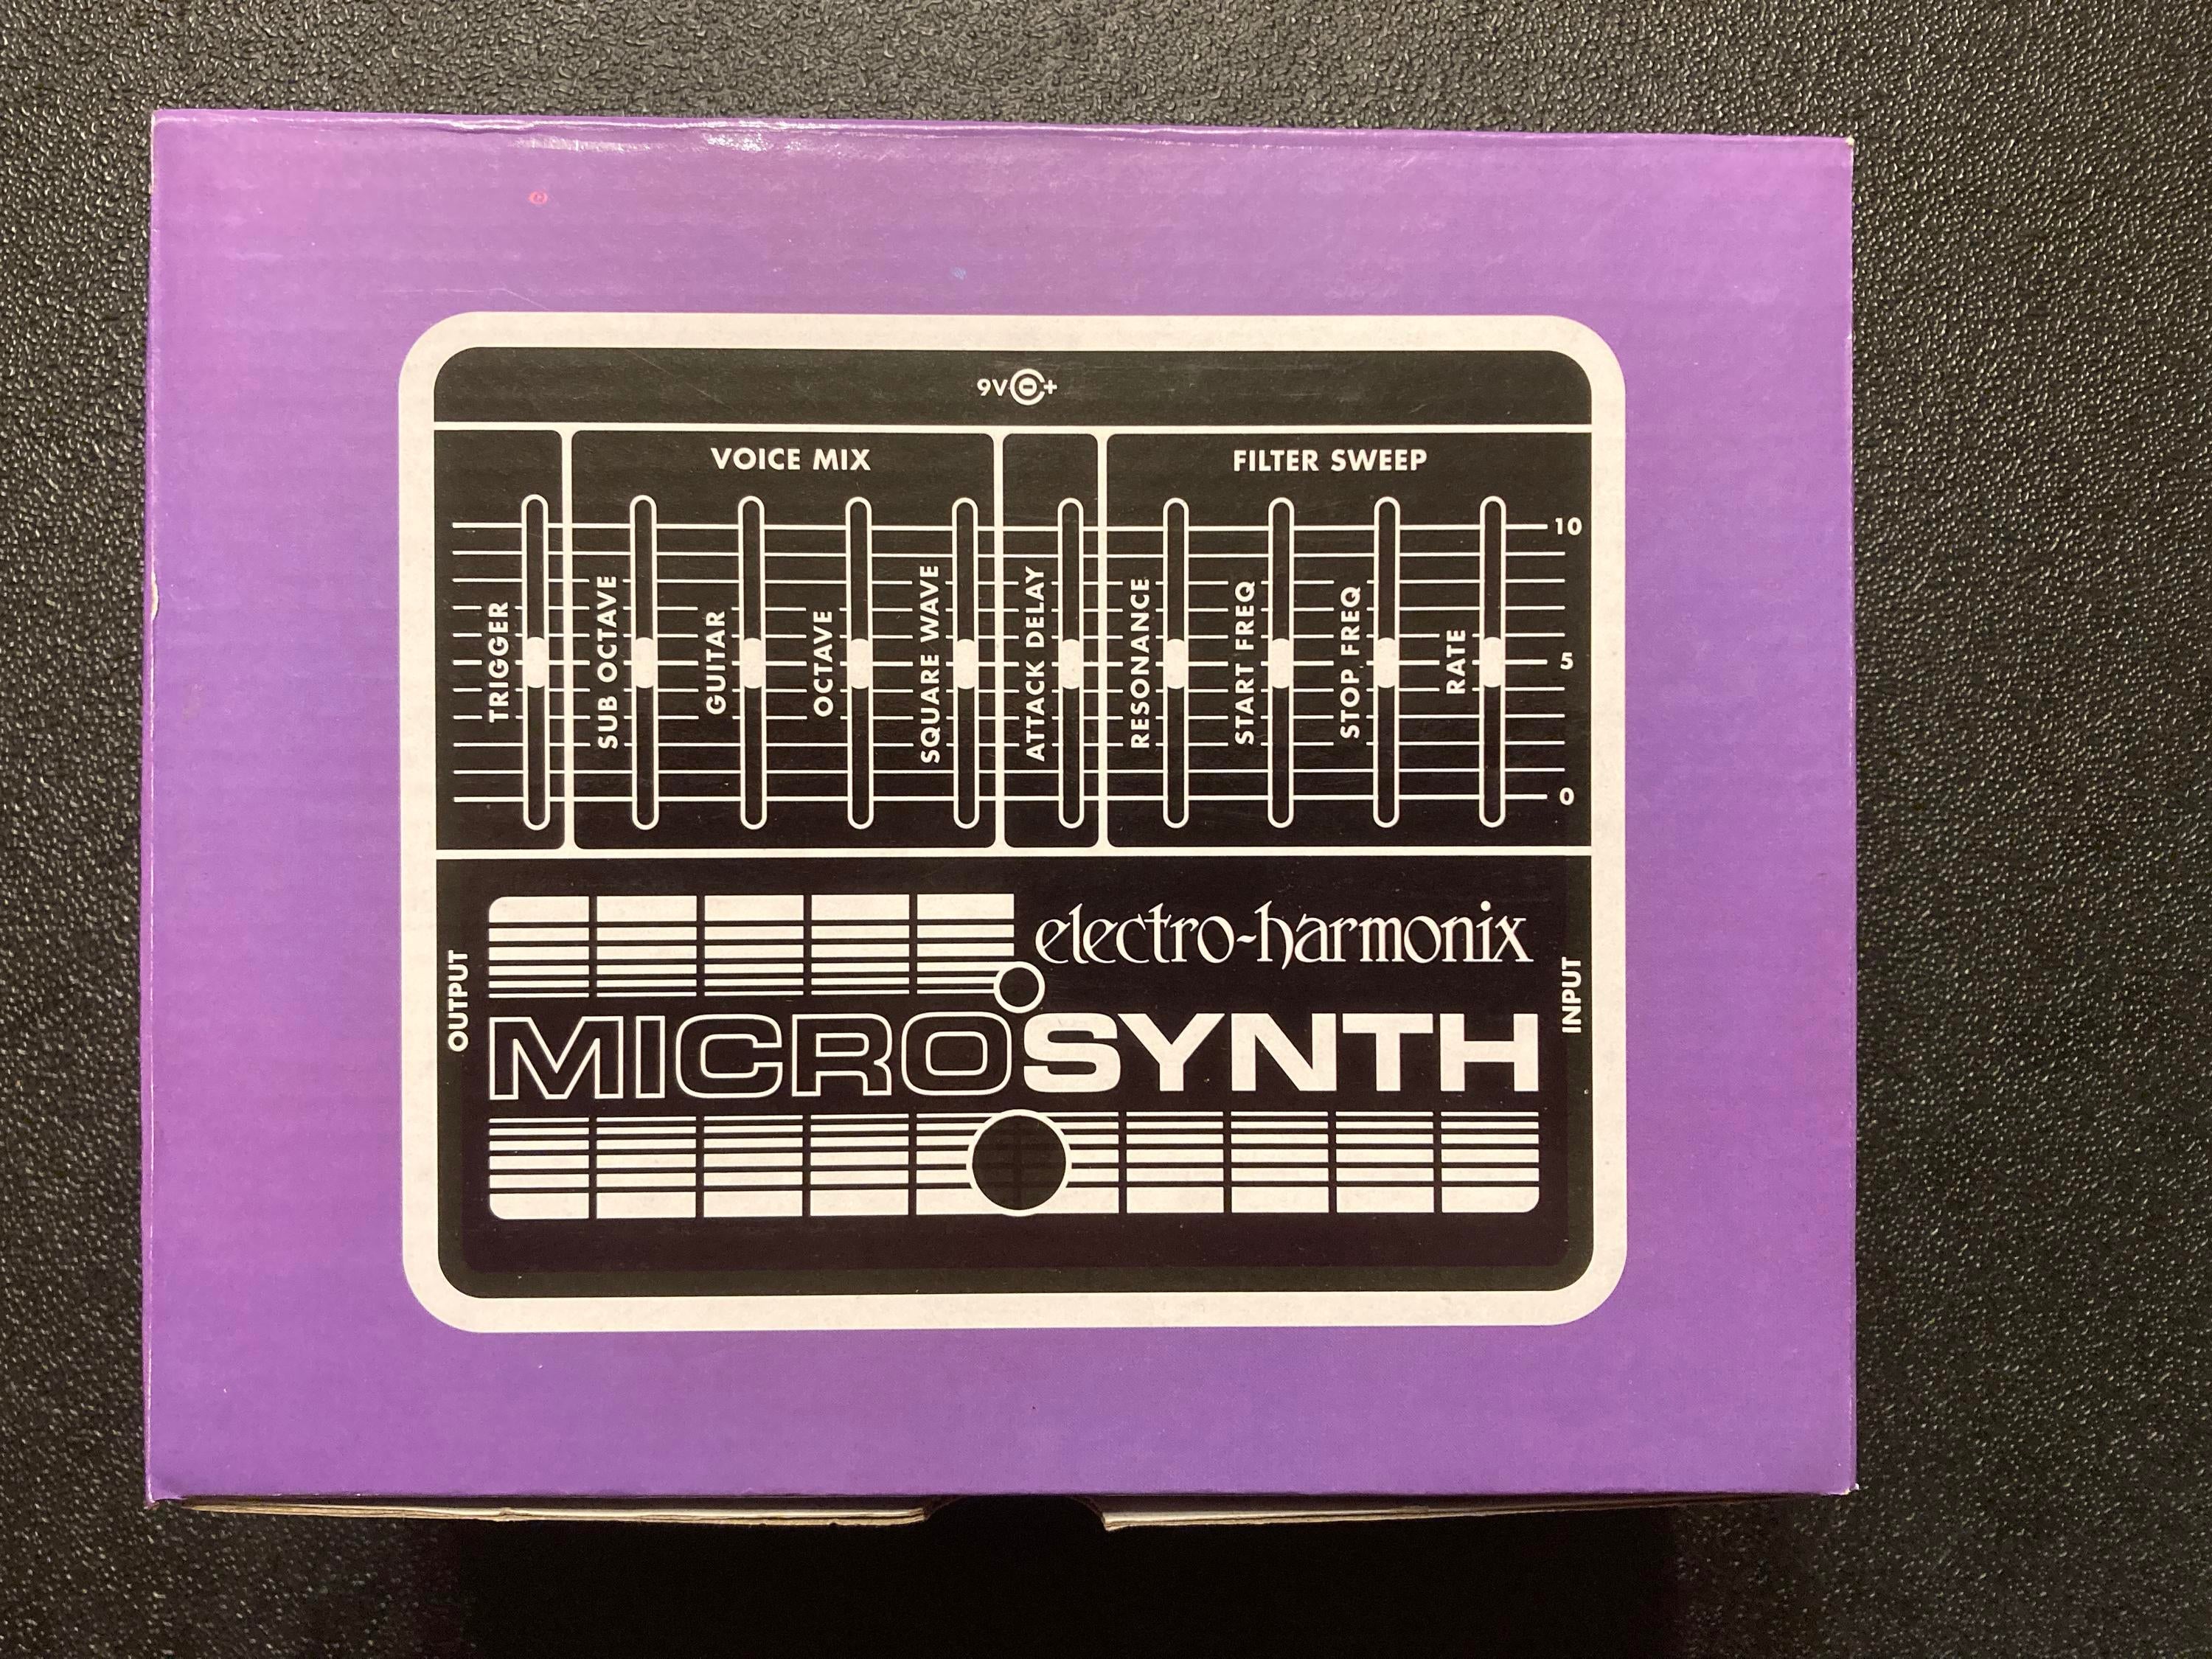 9V +
VOICE MIX
FILTER SWEEP
TRIGGER
SUB OCTAVE
GUITAR
OCTAVE
SQUARE WAVE
ATTACK DELAY
RESONANCE
START FREQ
STOP FREQ
RATE
10
5
0
OUTPUT
electro-harmonix
MICROSYNTH
INPUT